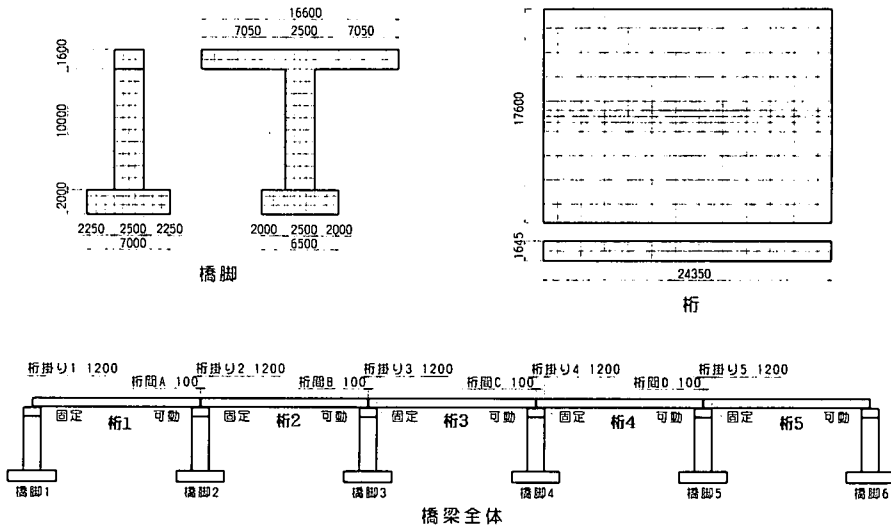 16600
7050 2500 7050
1600
10000
2000
2250 2500 2250
7000
2000 2500 2000
6500
橋脚
17600
1645
24350
桁
桁掛り1 1200 桁掛り2 1200 桁掛り3 1200 桁掛り4 1200 桁掛り5 1200
桁間A 100 桁間B 100 桁間C 100 桁間D 100
固定 桁1 可動 固定 桁2 可動 固定 桁3 可動 固定 桁4 可動 固定 桁5 可動
橋脚1 橋脚2 橋脚3 橋脚4 橋脚5 橋脚6
橋梁全体